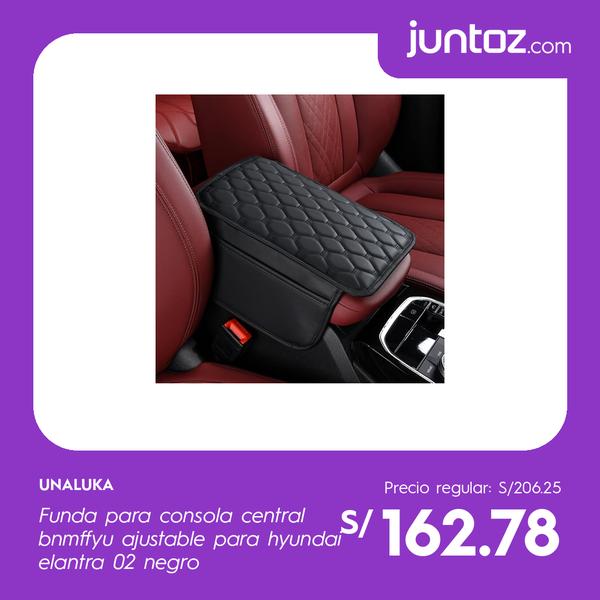 juntoz.com
UNALUKA
Funda para consola central
bnmffyu ajustable para hyundai
elantra 02 negro
Precio regular: S/206.25
S/162.78